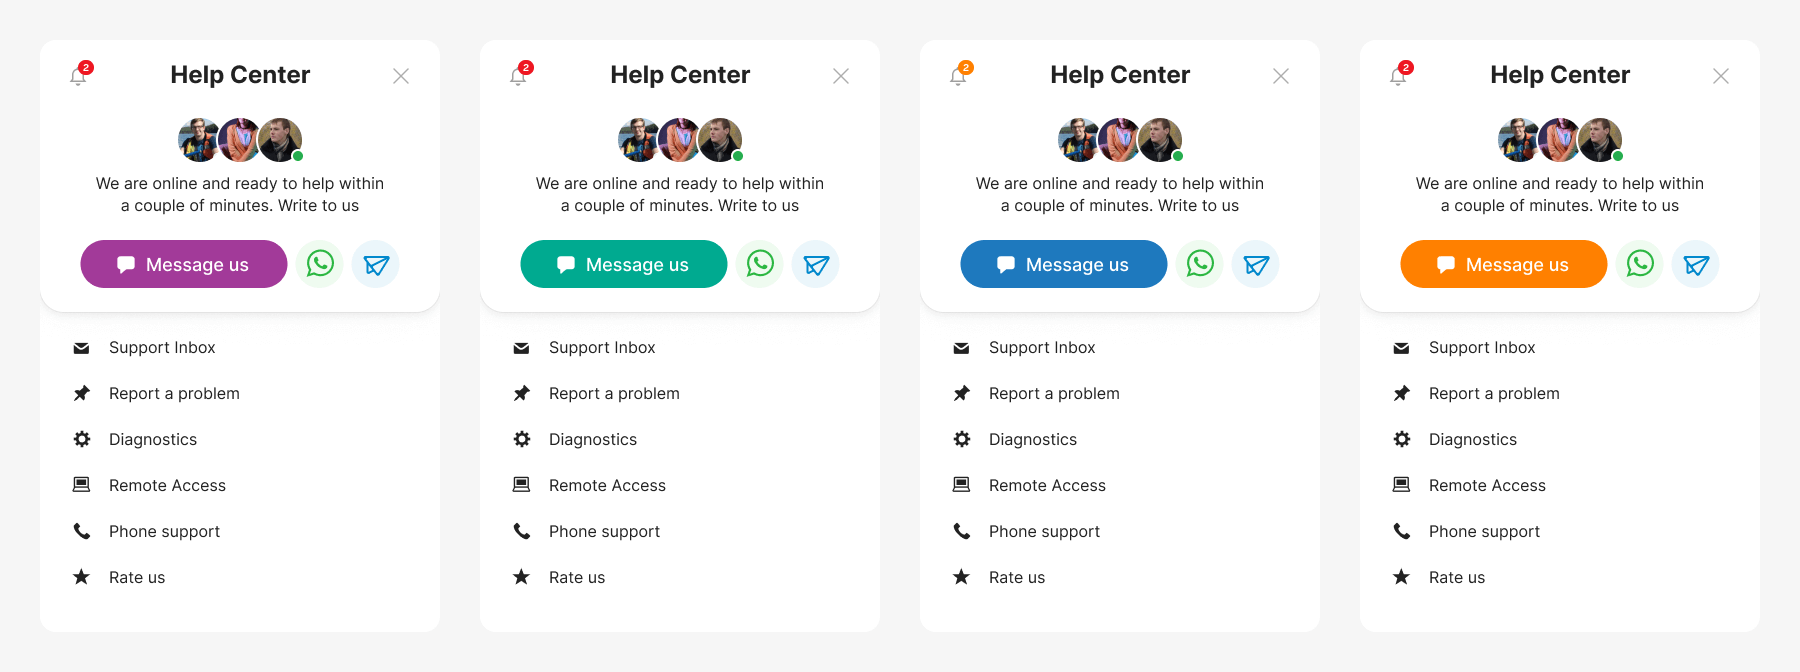 2
Help Center
We are online and ready to help within
a couple of minutes. Write to us
Message us
Support Inbox
Report a problem
Diagnostics
Remote Access
Phone support
Rate us
2
Help Center
We are online and ready to help within
a couple of minutes. Write to us
Message us
Support Inbox
Report a problem
Diagnostics
Remote Access
Phone support
Rate us
2
Help Center
We are online and ready to help within
a couple of minutes. Write to us
Message us
Support Inbox
Report a problem
Diagnostics
Remote Access
Phone support
Rate us
2
Help Center
We are online and ready to help within
a couple of minutes. Write to us
Message us
Support Inbox
Report a problem
Diagnostics
Remote Access
Phone support
Rate us